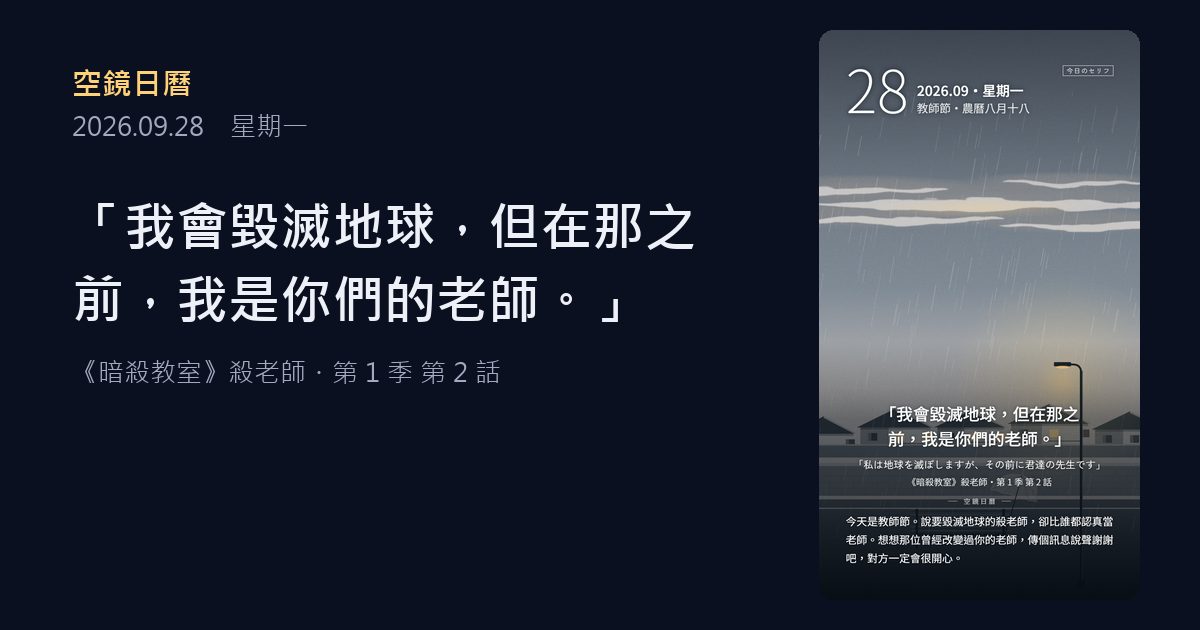 空鏡日曆
2026.09.28 星期一
「我會毀滅地球，但在那之
前，我是你們的老師。」
《暗殺教室》殺老師・第 1 季 第 2 話
今日のセリフ
28
2026.09・星期一
教師節・農曆八月十八
「我會毀滅地球，但在那之
前，我是你們的老師。」
「私は地球を滅ぼしますが、その前に君達の先生です」
《暗殺教室》殺老師・第 1 季 第 2 話
— 空鏡日曆 —
今天是教師節。說要毀滅地球的殺老師，卻比誰都認真當
老師。想想那位曾經改變過你的老師，傳個訊息說聲謝謝
吧，對方一定會很開心。